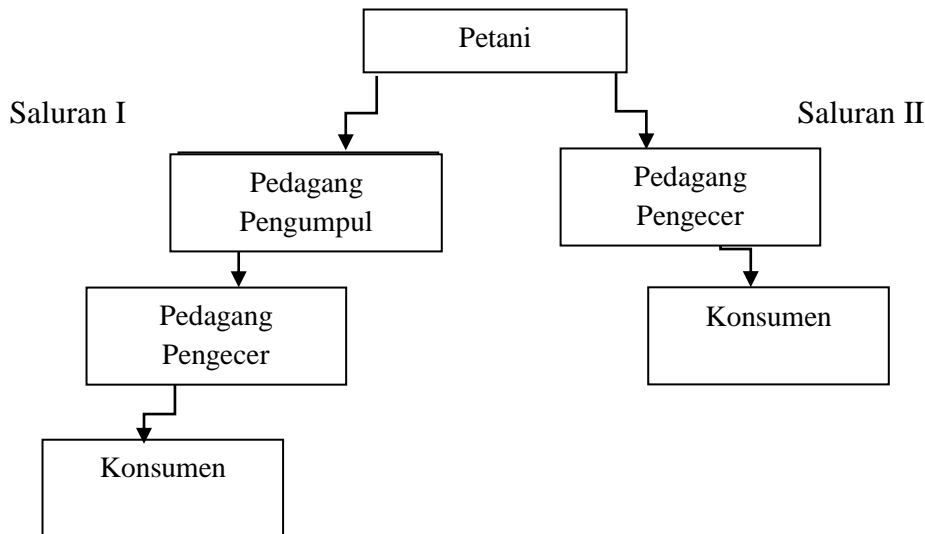 Petani
Saluran I
Saluran II
Pedagang
Pengumpul
Pedagang
Pengecer
Pedagang
Pengecer
Konsumen
Konsumen